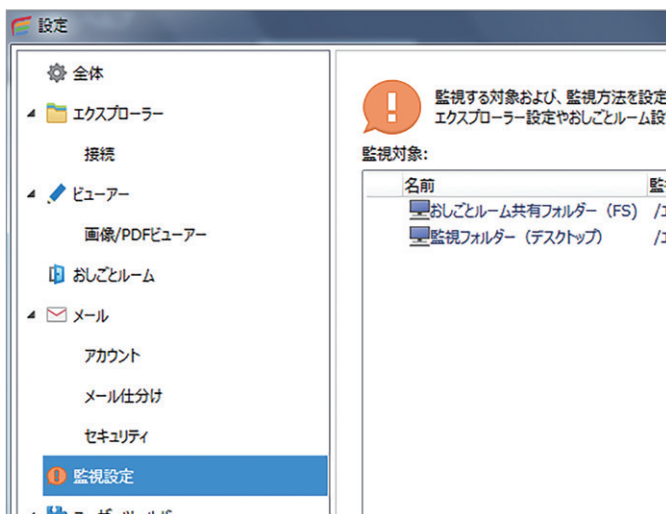 設定
全体
エクスプローラー
接続
ビューアー
画像/PDFビューアー
おしごとルーム
メール
アカウント
メール仕分け
セキュリティ
監視設定
監視する対象および、監視方法を設定
エクスプローラー設定やおしごとルーム設
監視対象:
名前
おしごとルーム共有フォルダー (FS)
監視フォルダー (デスクトップ)